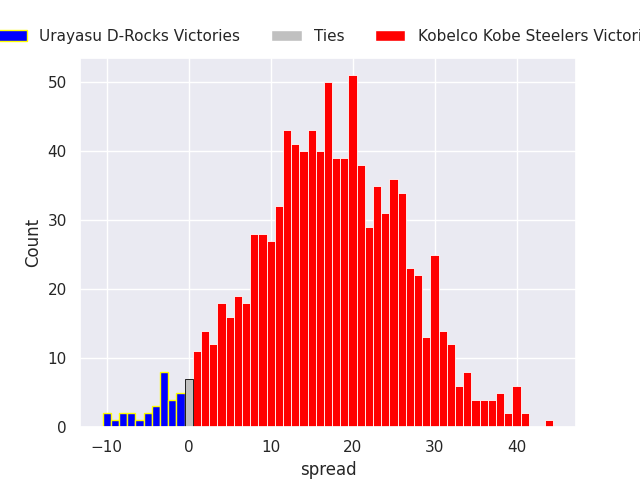 Urayasu D-Rocks Victories Ties Kobelco Kobe Steelers Victori
50
40
30
20
10
0
−10 0 10 20 30 40
Count
spread